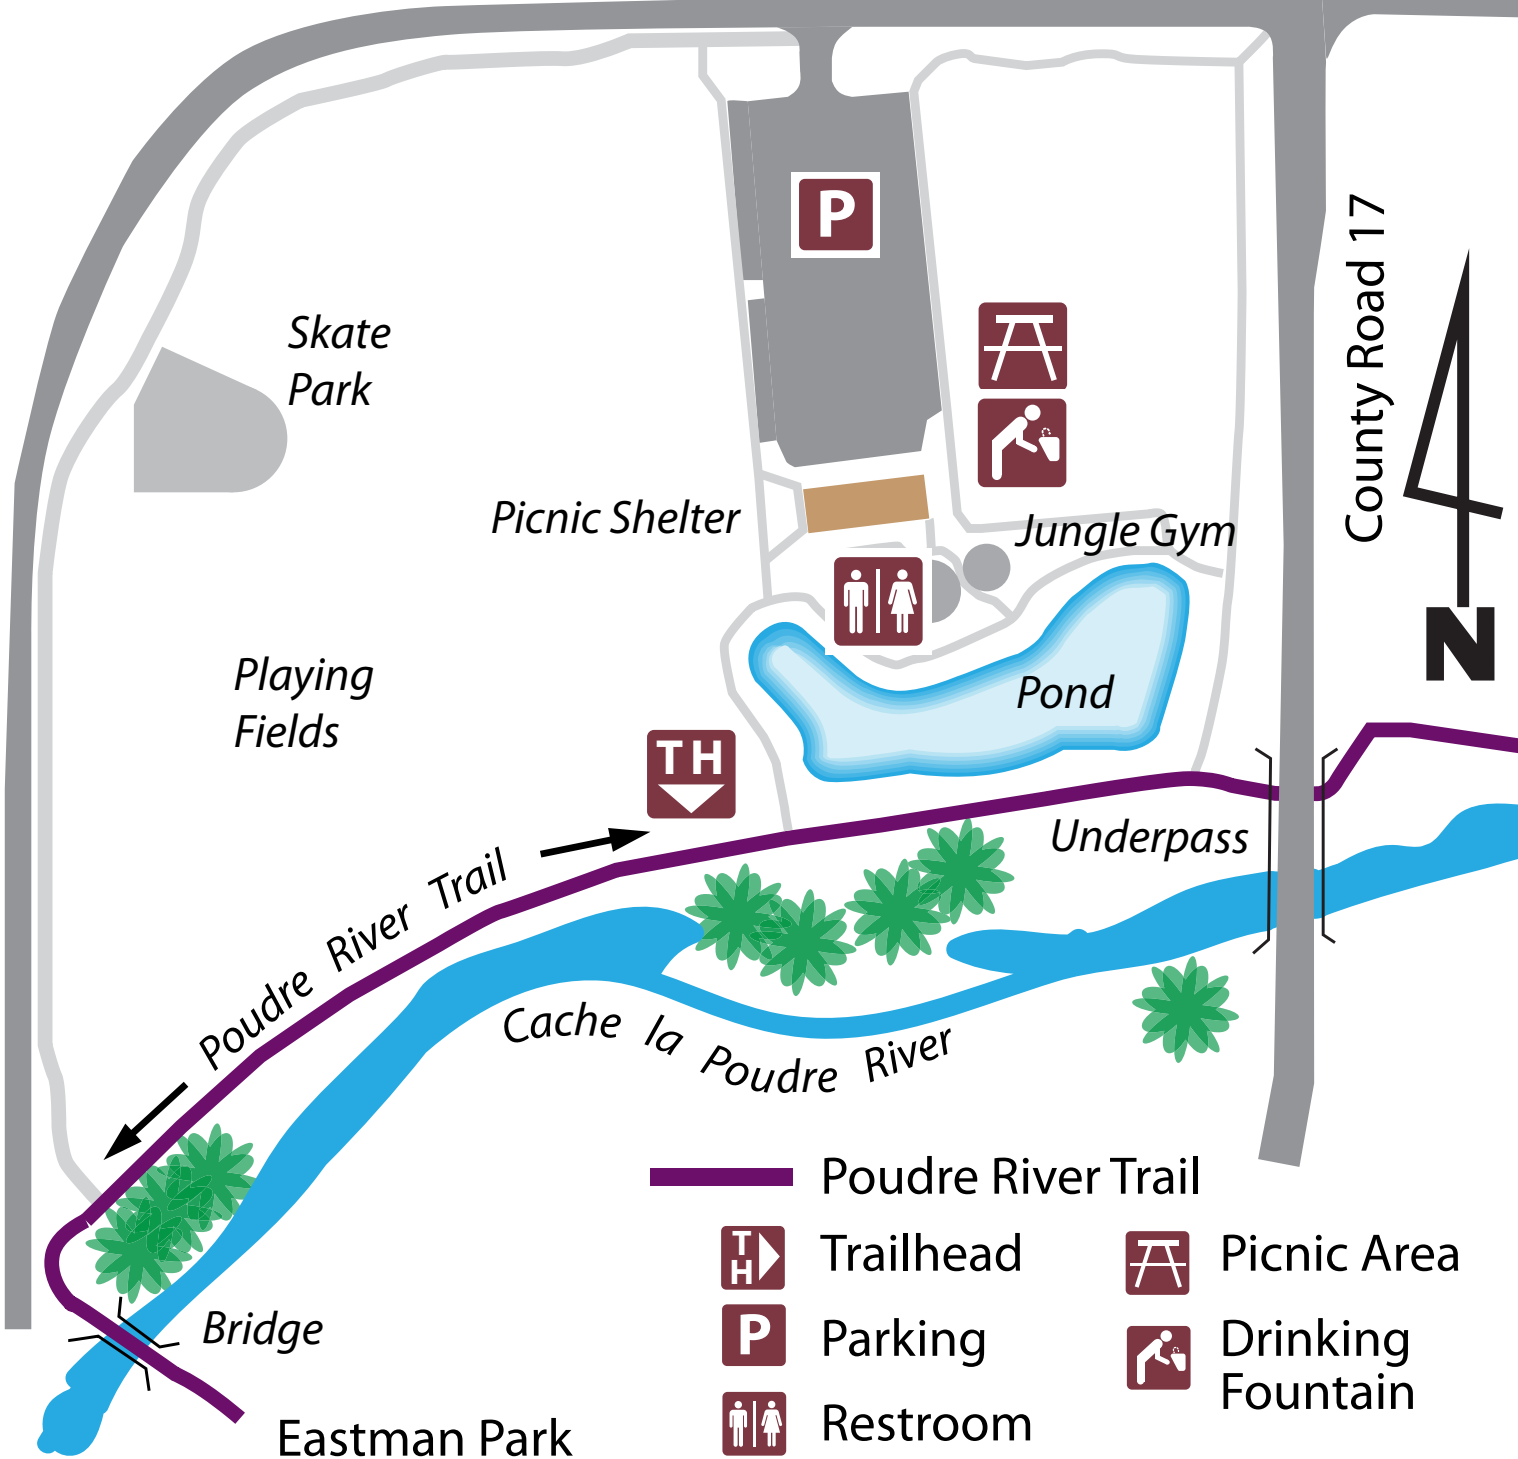 P
Skate
Park
County Road 17
Picnic Shelter
Jungle Gym
N
Playing
Fields
Pond
TH
Underpass
Poudre River Trail
Cache la Poudre River
Poudre River Trail
TH
Trailhead
Picnic Area
P
Parking
Drinking
Fountain
Restroom
Bridge
Eastman Park